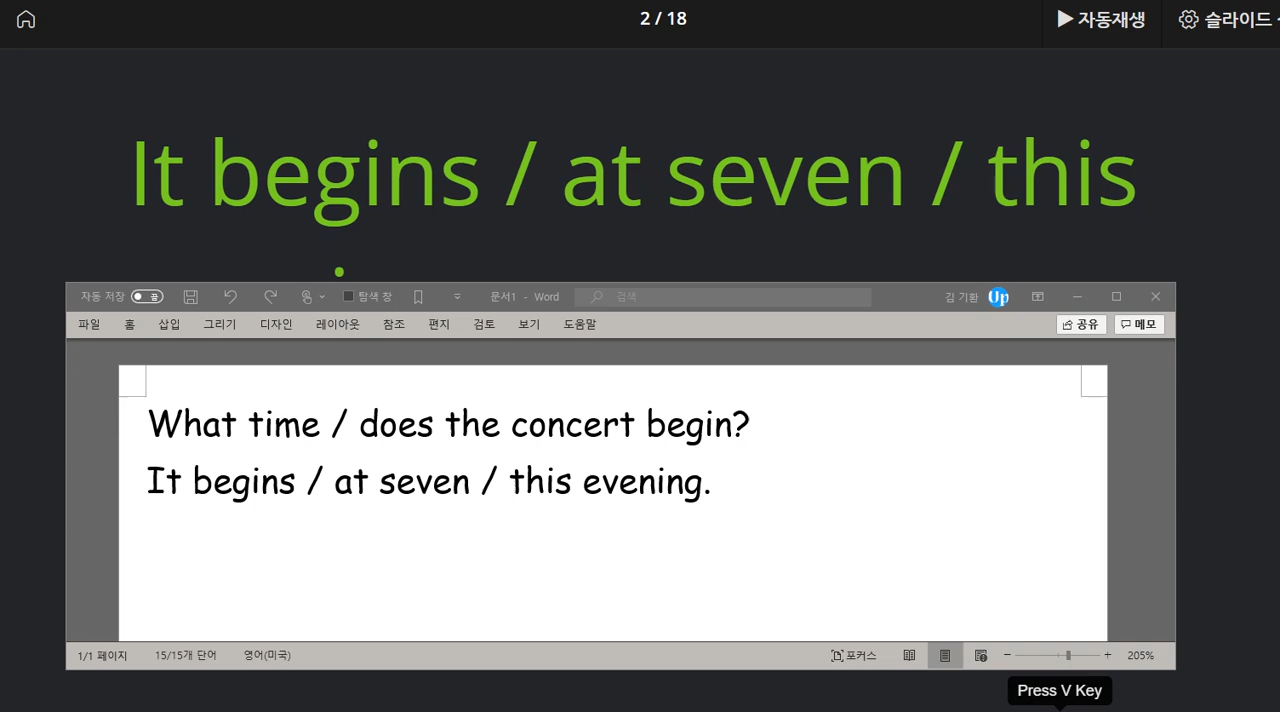 2 / 18
자동재생
슬라이드
It begins / at seven / this
자동 저장
끔
탐색 창
문서1 - Word
검색
김 기환
Up
파일 홈 삽입 그리기 디자인 레이아웃 참조 편지 검토 보기 도움말
공유
메모
What time / does the concert begin?
It begins / at seven / this evening.
1/1 페이지
15/15개 단어
영어(미국)
포커스
205%
Press V Key